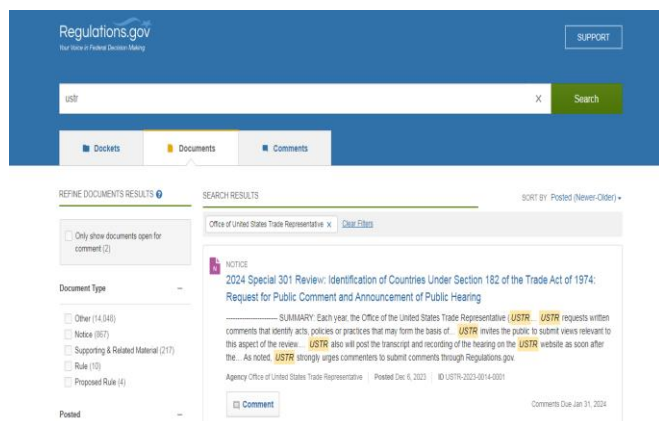 Regulations.gov
Your Voice in Federal Decision Making
SUPPORT
ustr X Search
Dockets Documents Comments
REFINE DOCUMENTS RESULTS ?
SEARCH RESULTS
SORT BY Posted (Newer-Older)
Only show documents open for
comment (2)
Office of United States Trade Representative x Clear Filters
Document Type –
Other (14,048)
Notice (867)
Supporting & Related Material (217)
Rule (10)
Proposed Rule (4)
Posted –
N
NOTICE
2024 Special 301 Review: Identification of Countries Under Section 182 of the Trade Act of 1974:
Request for Public Comment and Announcement of Public Hearing
---------------------- SUMMARY: Each year, the Office of the United States Trade Representative (USTR... USTR requests written
comments that identify acts, policies or practices that may form the basis of... USTR invites the public to submit views relevant to
this aspect of the review.... USTR also will post the transcript and recording of the hearing on the USTR website as soon after
the... As noted, USTR strongly urges commenters to submit comments through Regulations.gov.
Agency Office of United States Trade Representative Posted Dec 6, 2023 ID USTR-2023-0014-0001
Comment
Comments Due Jan 31, 2024